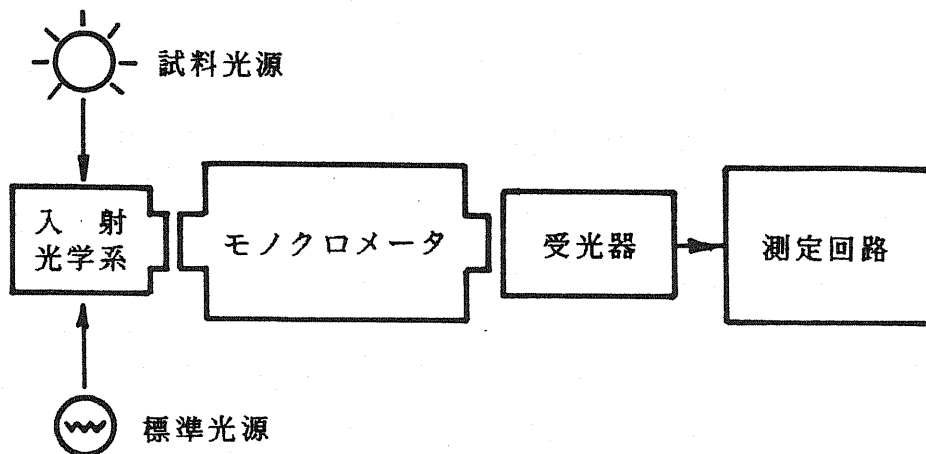 試料光源
入射
光学系
モノクロメータ
受光器
測定回路
標準光源